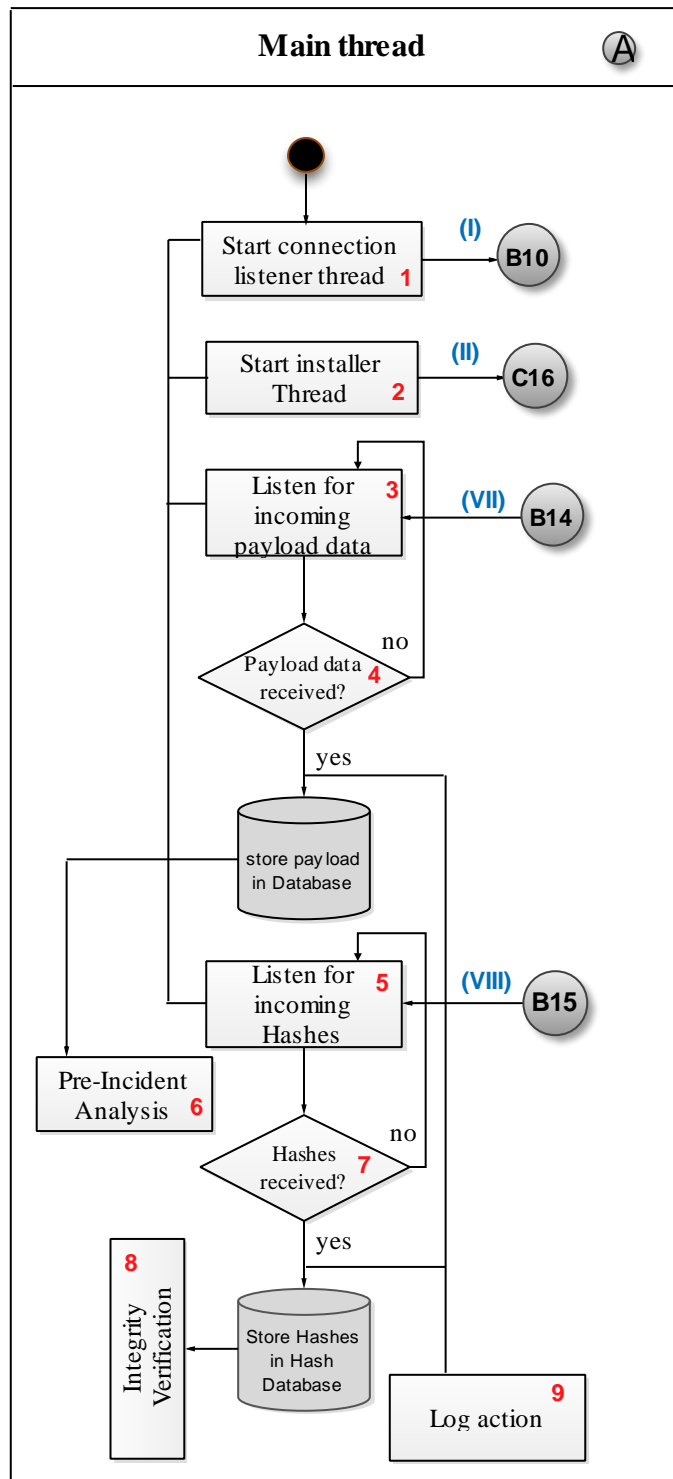 Main thread
A
Start connection
listener thread
1
(I)
B10
Start installer
Thread
2
(II)
C16
Listen for
incoming
payload data
3
(VII)
B14
no
Payload data
received?
4
yes
store payload
in Database
Listen for
incoming
Hashes
5
(VIII)
B15
Pre-Incident
Analysis
6
no
Hashes
received?
7
yes
8
Integrity
Verification
Store Hashes
in Hash
Database
9
Log action